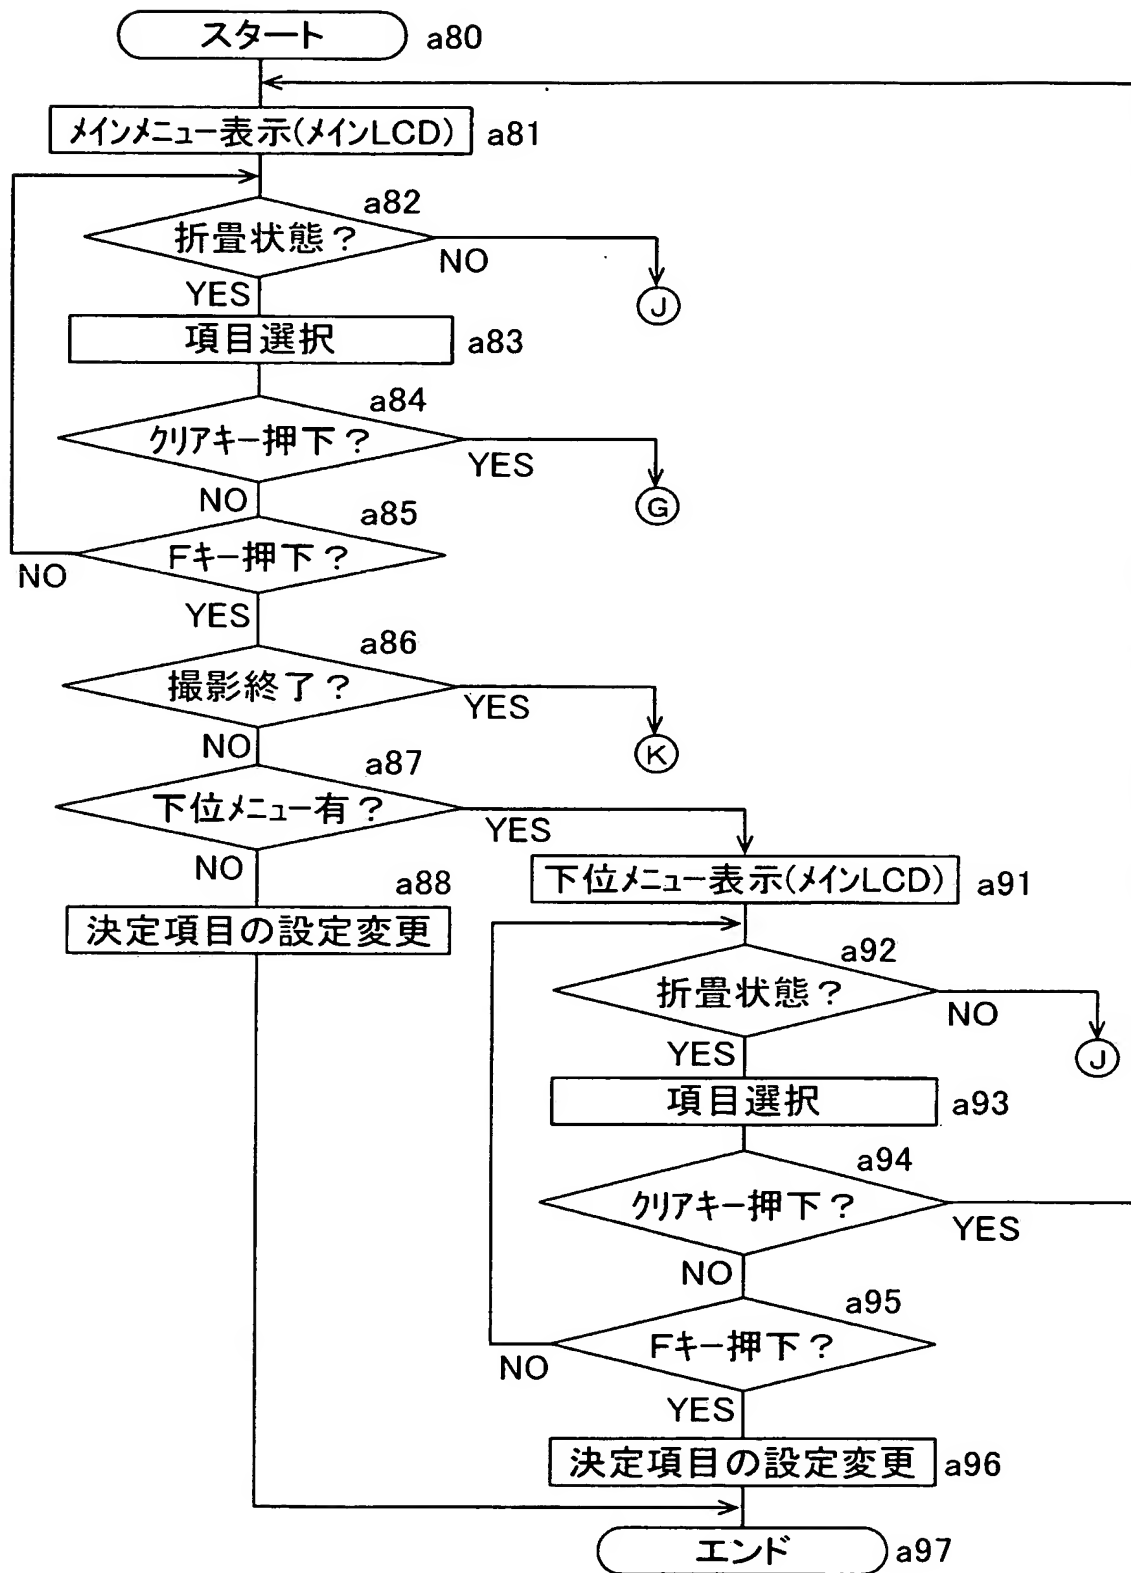 スタート a80
メインメニュー表示(メインLCD) a81
a82
折畳状態？
NO
J
YES
項目選択 a83
a84
クリアキー押下？
YES
G
NO
a85
Fキー押下？
NO
YES
a86
撮影終了？
YES
K
NO
a87
下位メニュー有？
YES
NO
下位メニュー表示(メインLCD) a91
a88
決定項目の設定変更
a92
折畳状態？
NO
J
YES
項目選択 a93
a94
クリアキー押下？
YES
NO
a95
Fキー押下？
NO
YES
決定項目の設定変更 a96
エンド a97